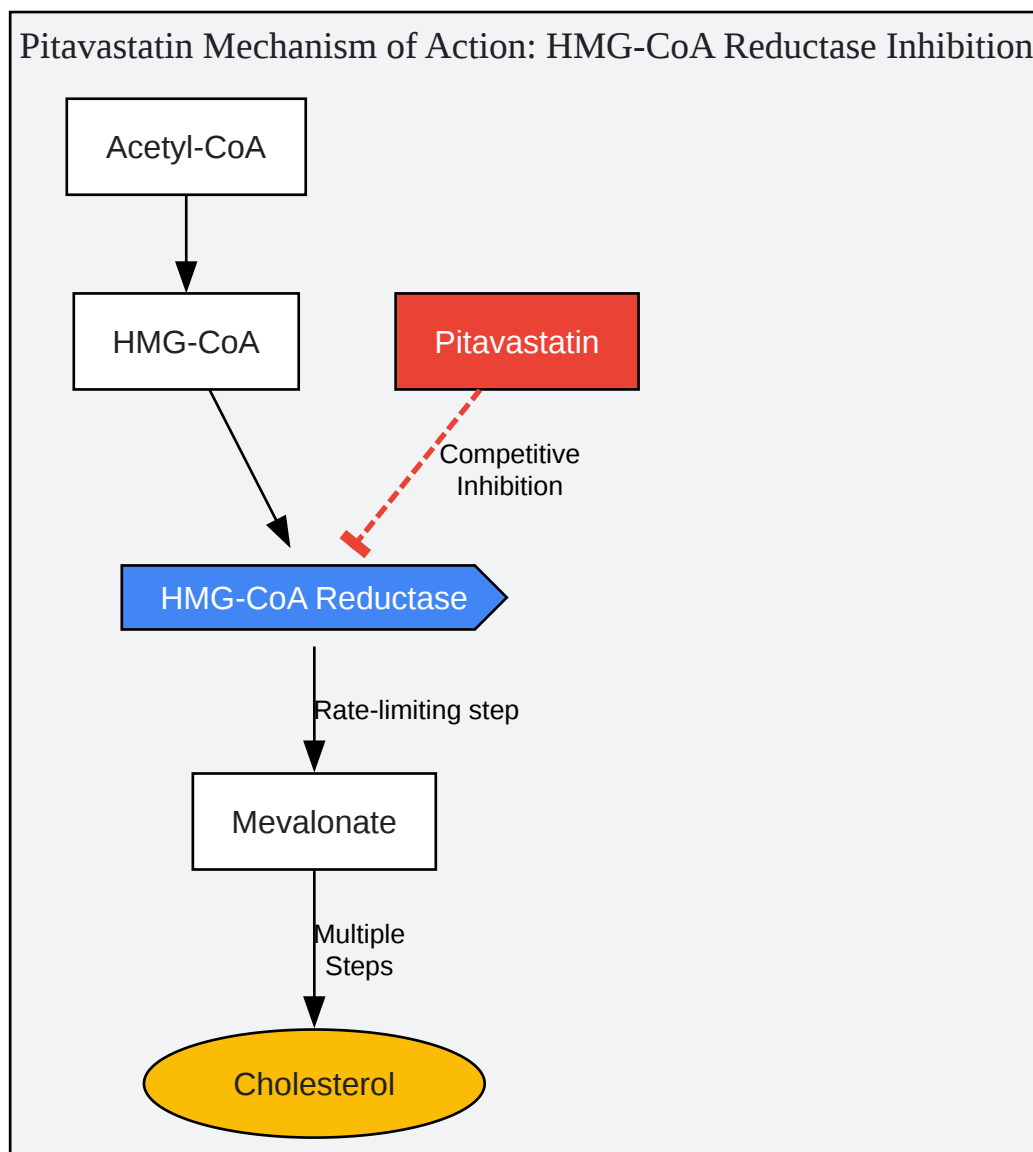 Pitavastatin Mechanism of Action: HMG-CoA Reductase Inhibition
Acetyl-CoA
HMG-CoA
Pitavastatin
Competitive
Inhibition
HMG-CoA Reductase
Rate-limiting step
Mevalonate
Multiple
Steps
Cholesterol